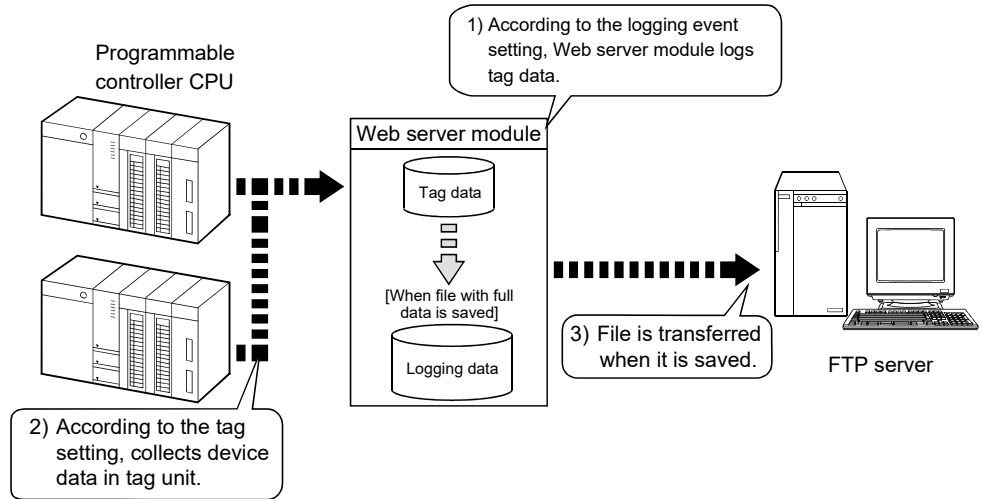 1) According to the logging event
setting, Web server module logs
tag data.
Programmable
controller CPU
Web server module
Tag data
[When file with full
data is saved]
Logging data
3) File is transferred
when it is saved.
FTP server
2) According to the tag
setting, collects device
data in tag unit.